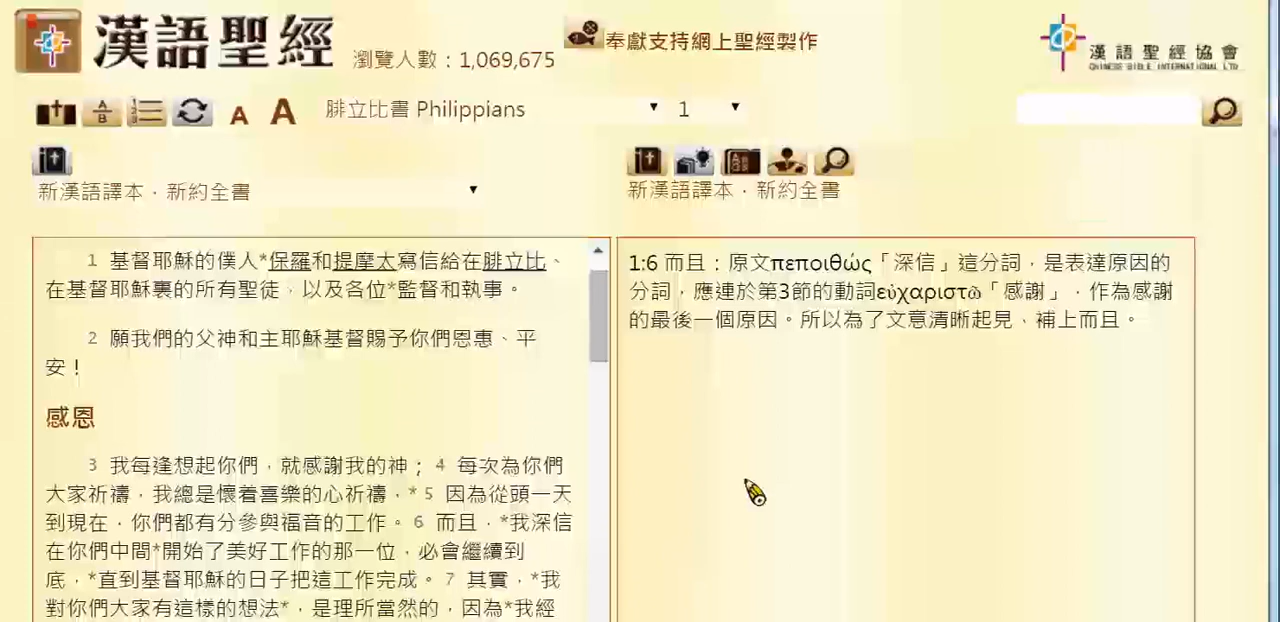 漢語聖經
瀏覽人數：1,069,675
奉獻支持網上聖經製作
漢語聖經協會
CHINESE BIBLE INTERNATIONAL LTD
A A 腓立比書 Philippians ▼ 1 ▼
新漢語譯本．新約全書 ▼
1 基督耶穌的僕人*保羅和提摩太寫信給在腓立比、
在基督耶穌裏的所有聖徒，以及各位*監督和執事。
2 願我們的父神和主耶穌基督賜予你們恩惠、平
安！
感恩
3 我每逢想起你們，就感謝我的神； 4 每次為你們
大家祈禱，我總是懷着喜樂的心祈禱，* 5 因為從頭一天
到現在，你們都有分參與福音的工作。 6 而且，*我深信
在你們中間*開始了美好工作的那一位，必會繼續到
底，*直到基督耶穌的日子把這工作完成。 7 其實，*我
對你們大家有這樣的想法*，是理所當然的，因為*我經
新漢語譯本．新約全書
1:6 而且：原文πεποιθώς「深信」這分詞，是表達原因的
分詞，應連於第3節的動詞εὐχαριστῶ「感謝」，作為感謝
的最後一個原因。所以為了文意清晰起見，補上而且。